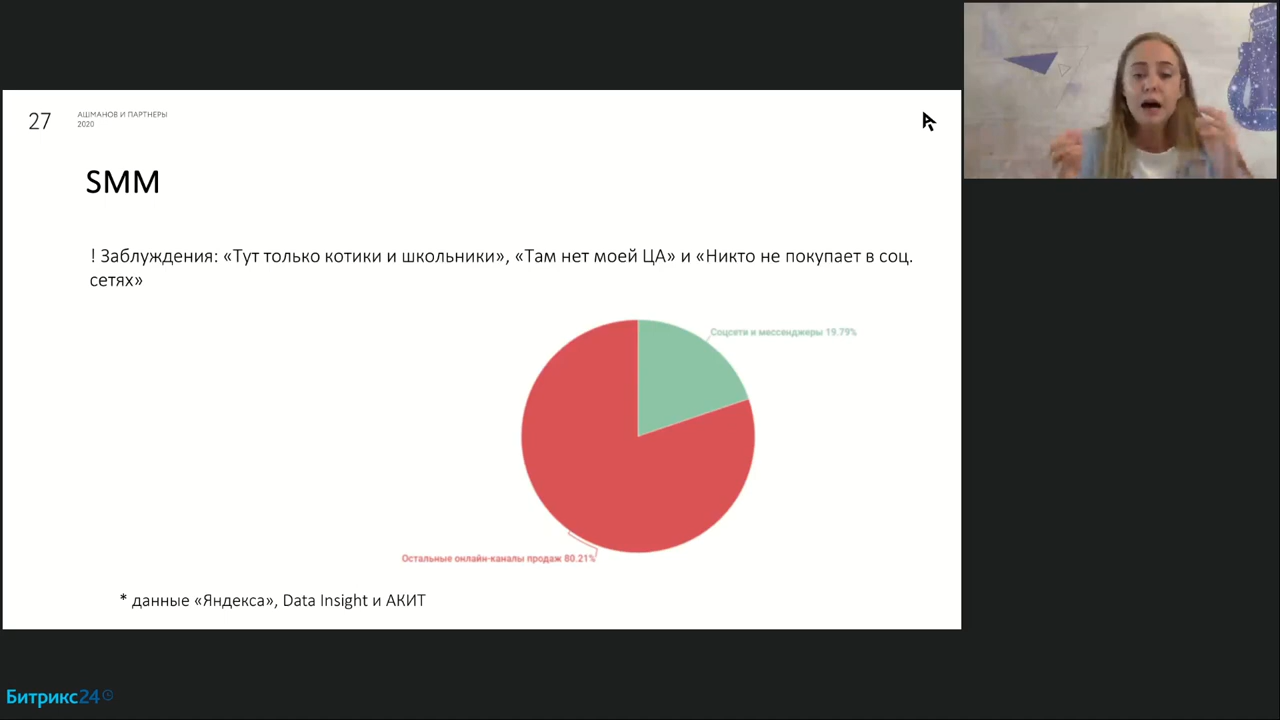 27
АШМАНОВ И ПАРТНЕРЫ
2020
SMM
! Заблуждения: «Тут только котики и школьники», «Там нет моей ЦА» и «Никто не покупает в соц.
сетях»
Соцсети и мессенджеры 19.79%
Остальные онлайн-каналы продаж 80.21%
* данные «Яндекса», Data Insight и АКИТ
Битрикс24